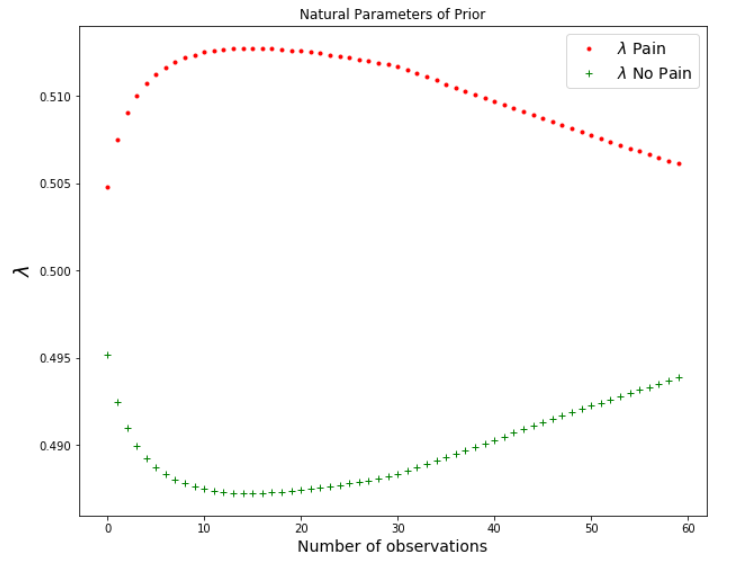 Natural Parameters of Prior
λ Pain
λ No Pain
0.510
0.505
0.500
0.495
0.490
λ
0 10 20 30 40 50 60
Number of observations